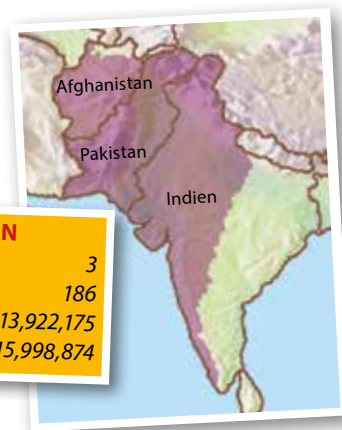 Afghanistan
Pakistan
Indien
N
3
186
13,922,175
15,998,874